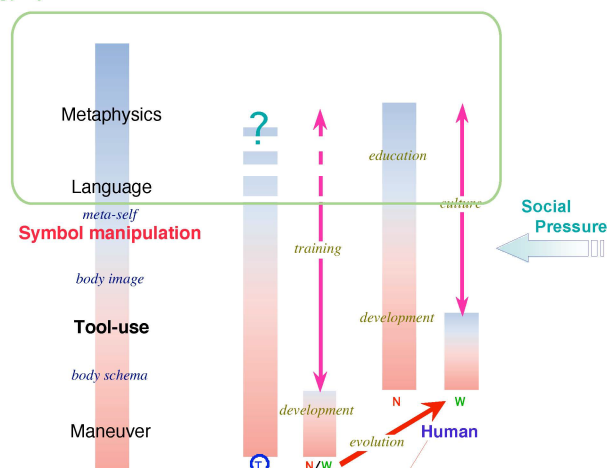 Metaphysics
Language
meta-self
Symbol manipulation
body image
Tool-use
body schema
Maneuver
?
training
development
T
N/W
education
culture
development
N
W
evolution
Human
Social
Pressure